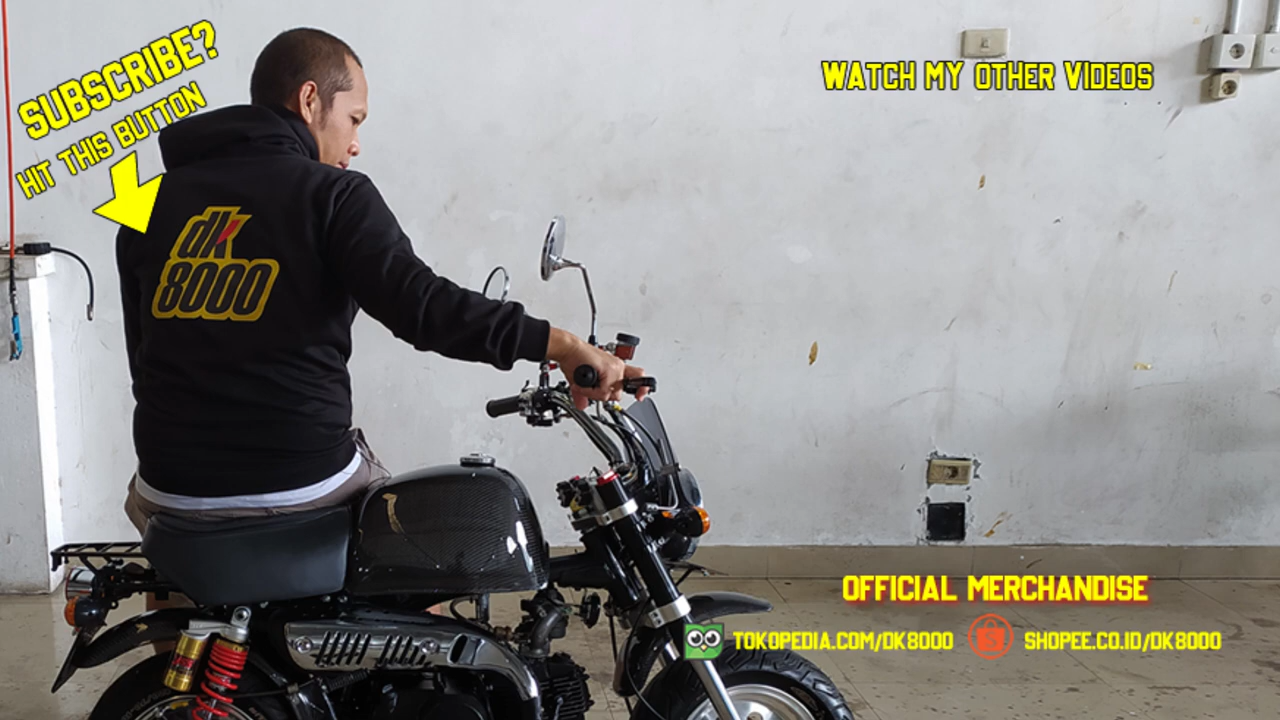 SUBSCRIBE?
HIT THIS BUTTON
WATCH MY OTHER VIDEOS
dk
8000
OFFICIAL MERCHANDISE
TOKOPEDIA.COM/DK8000
SHOPEE.CO.ID/DK8000